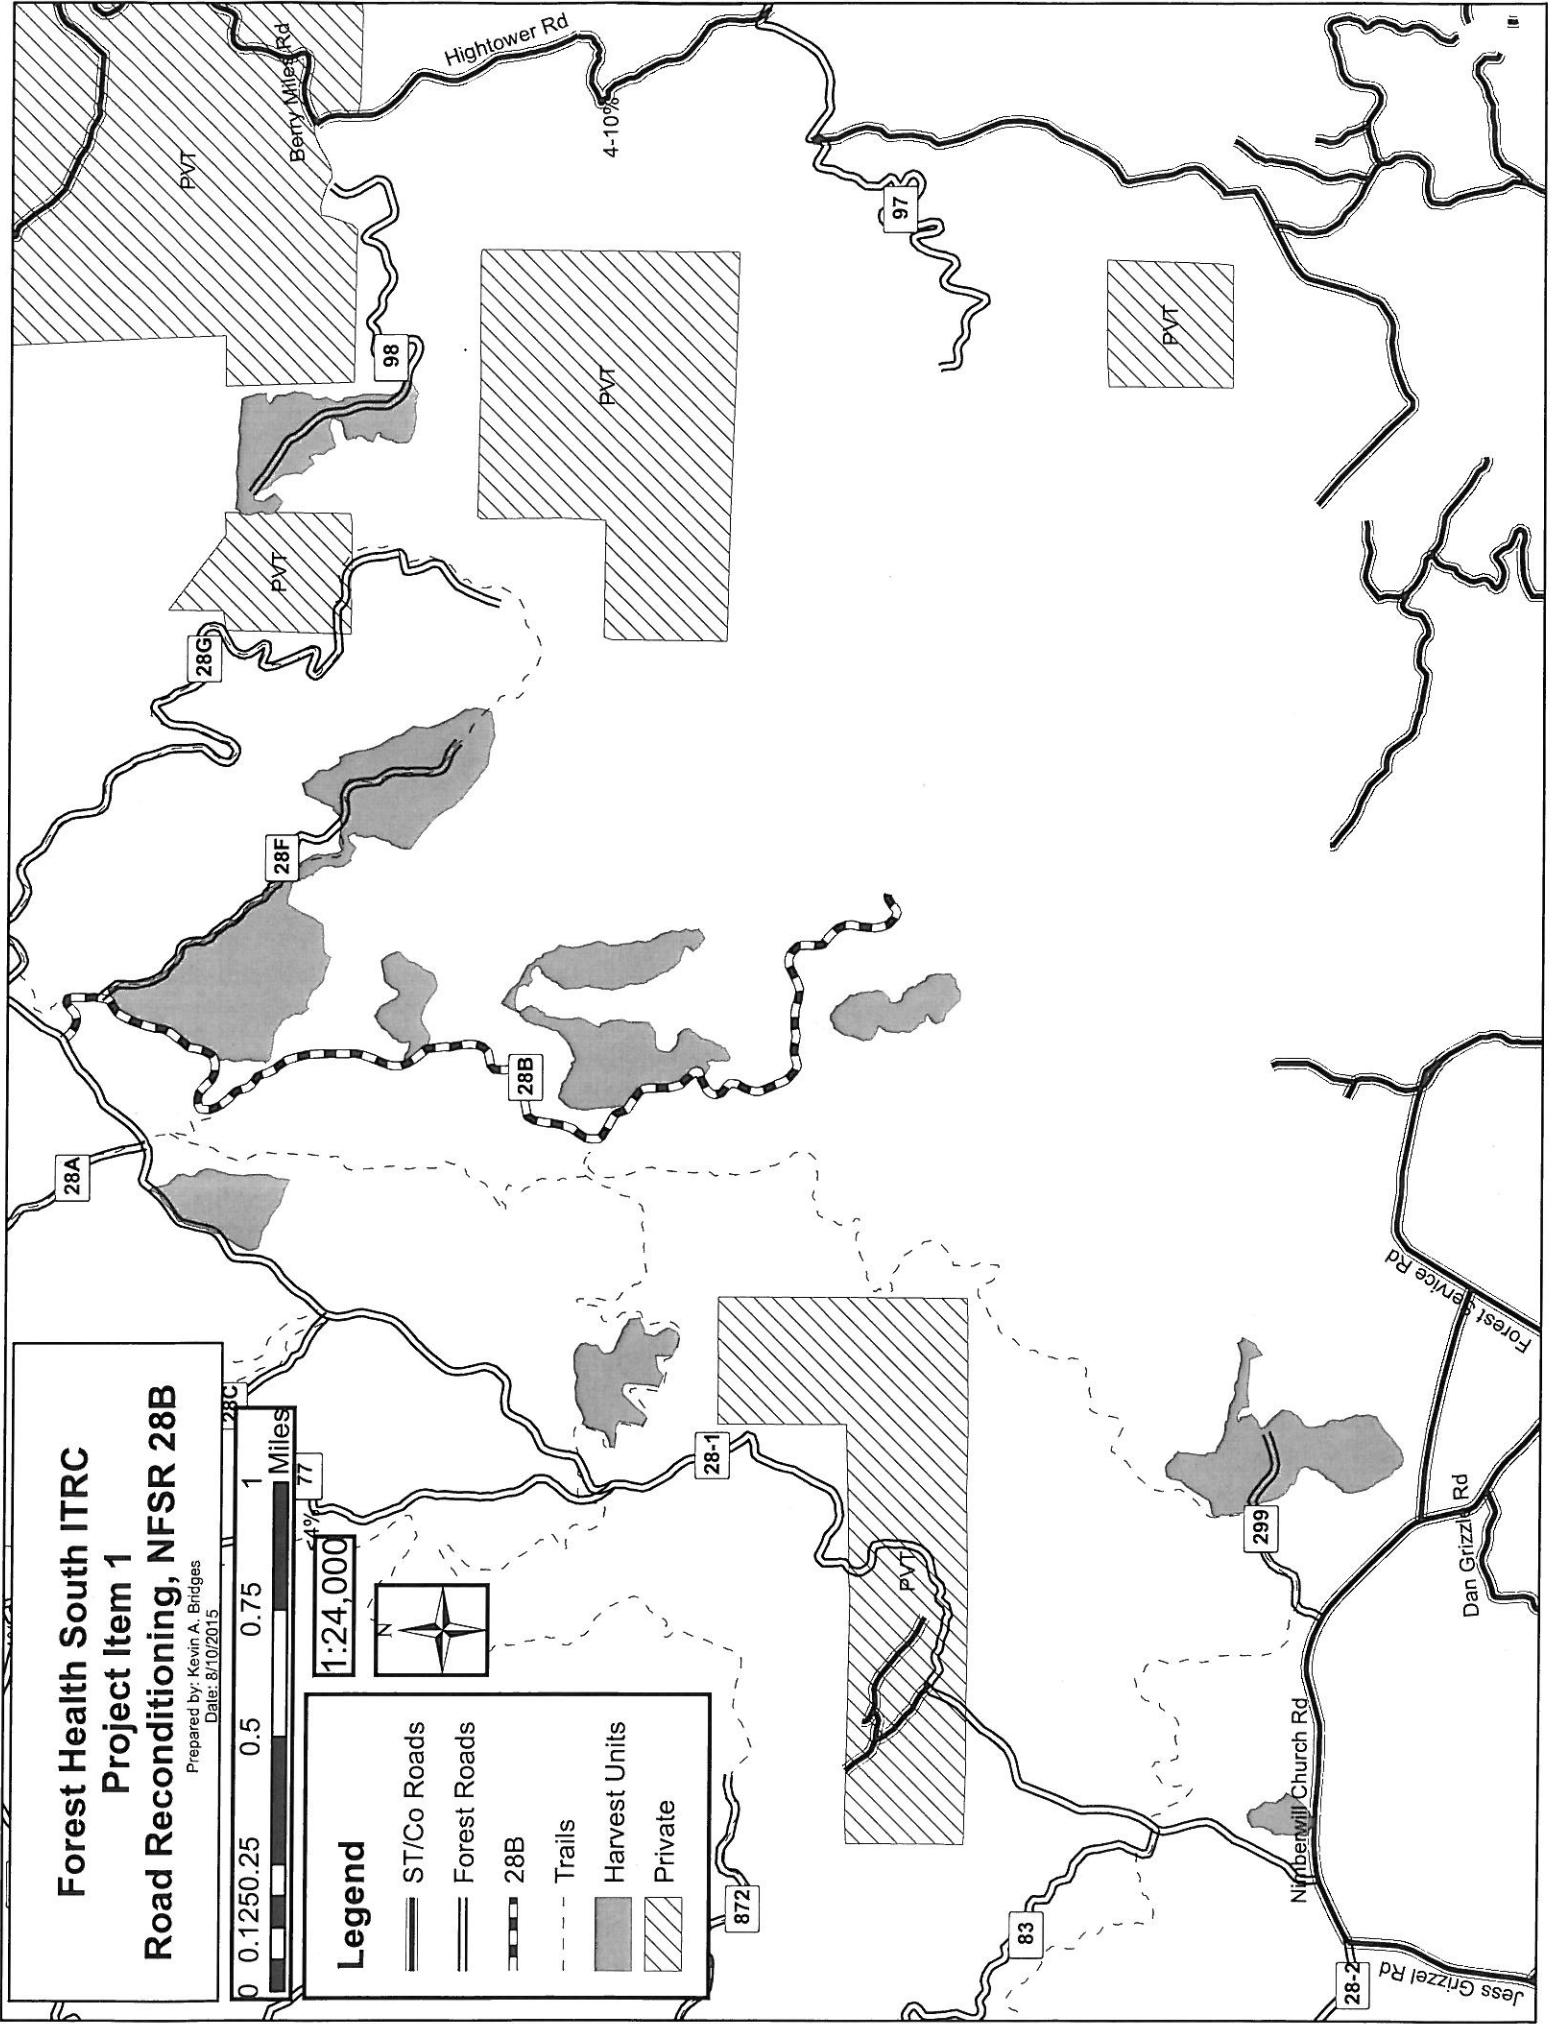 Forest Health South ITRC
Project Item 1
Road Reconditioning, NFSR 28B
Prepared by: Kevin A. Bridges
Date: 8/10/2015
0 0.125 0.25 0.5 0.75 1
Miles
1:24,000
N
Legend
ST/Co Roads
Forest Roads
28B
Trails
Harvest Units
Private
28C
77
28A
28F
28G
98
PVT
PVT
Berry Miles Rd
Hightower Rd
4-10%
PVT
28B
28-1
97
PVT
PVT
872
83
299
Nimberwill Church Rd
Dan Grizzle Rd
Forest Service Rd
28-2
Jess Grizzel Rd